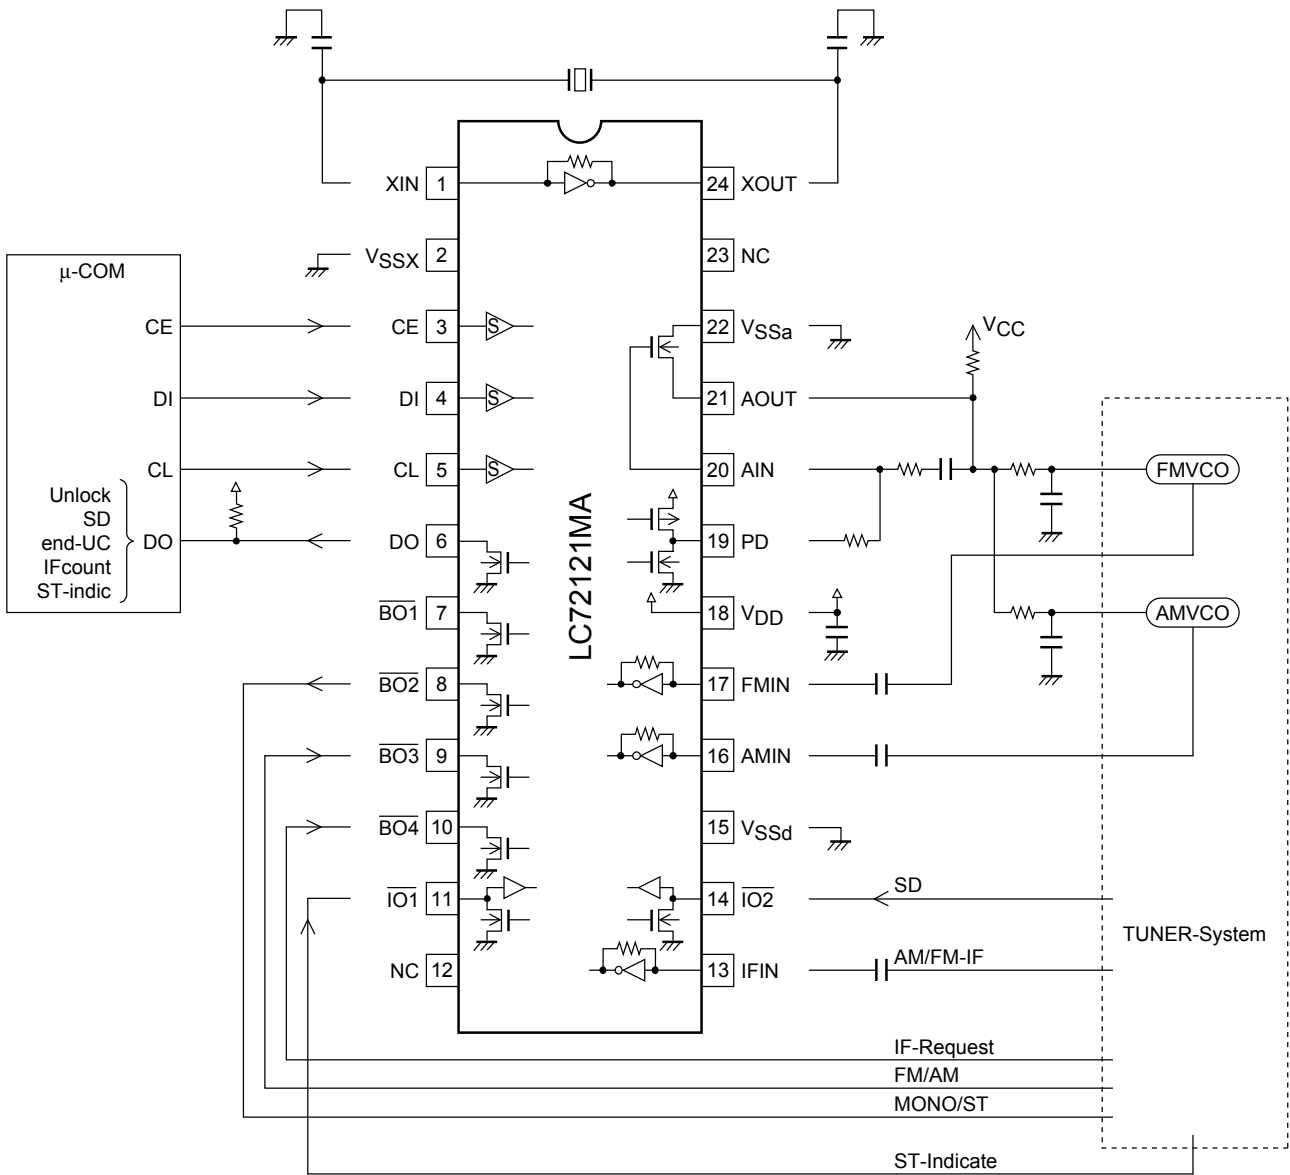 XIN 1
24 XOUT
VSSX 2
23 NC
μ-COM
CE
CE 3 S
22 VSSa
VCC
DI
DI 4 S
21 AOUT
CL
CL 5 S
20 AIN
FMVCO
Unlock
SD
end-UC
IFcount
ST-indic
DO
DO 6
19 PD
LC72121MA
BO1 7
18 VDD
AMVCO
BO2 8
17 FMIN
BO3 9
16 AMIN
BO4 10
15 VSSd
IO1 11
14 IO2
SD
TUNER-System
NC 12
13 IFIN
AM/FM-IF
IF-Request
FM/AM
MONO/ST
ST-Indicate